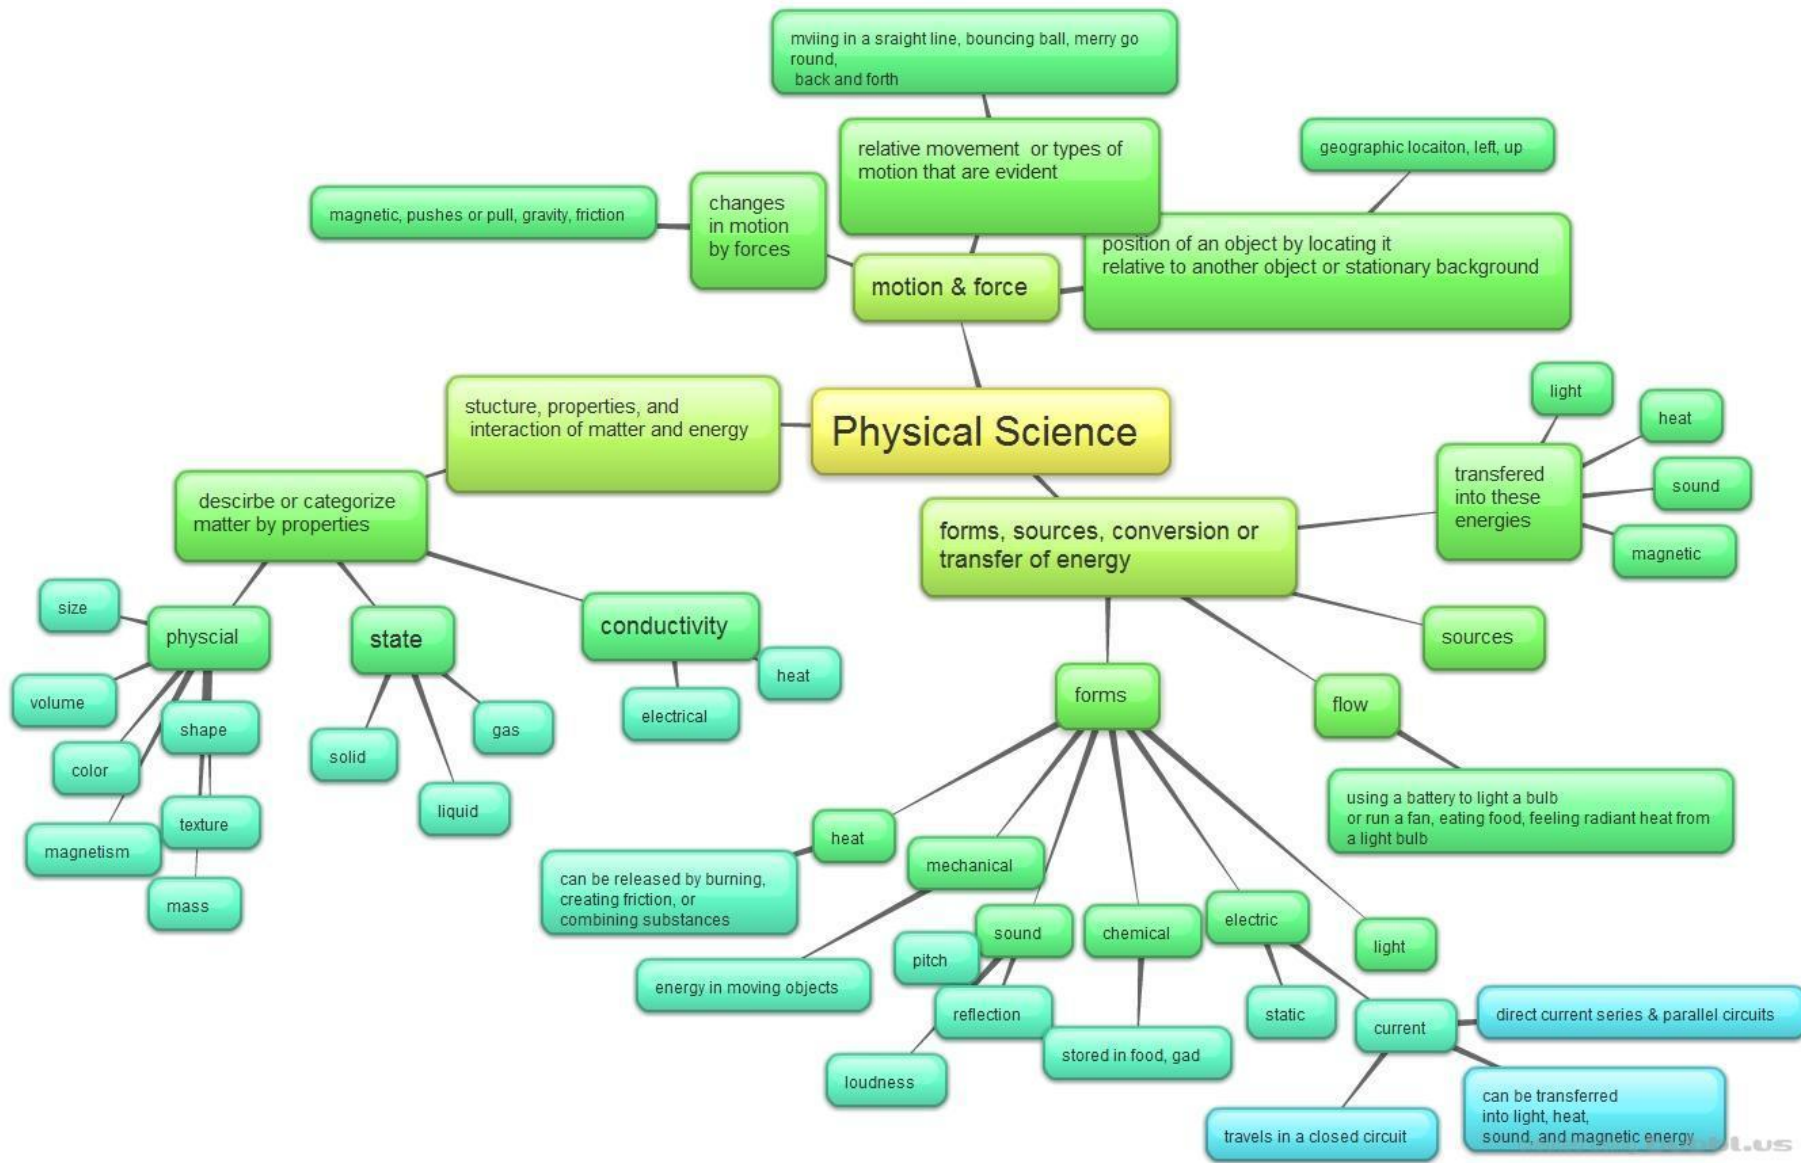 mviing in a sraight line, bouncing ball, merry go
round,
back and forth
relative movement or types of
motion that are evident
geographic locaiton, left, up
magnetic, pushes or pull, gravity, friction
changes
in motion
by forces
position of an object by locating it
relative to another object or stationary background
motion & force
stucture, properties, and
interaction of matter and energy
Physical Science
light
heat
transfered
into these
energies
sound
magnetic
descirbe or categorize
matter by properties
forms, sources, conversion or
transfer of energy
size
physcial
state
conductivity
heat
sources
volume
shape
solid
gas
electrical
forms
flow
color
liquid
texture
magnetism
mass
using a battery to light a bulb
or run a fan, eating food, feeling radiant heat from
a light bulb
heat
mechanical
can be released by burning,
creating friction, or
combining substances
sound
chemical
electric
light
pitch
energy in moving objects
reflection
static
current
direct current series & parallel circuits
stored in food, gad
loudness
can be transferred
into light, heat,
sound, and magnetic energy
travels in a closed circuit